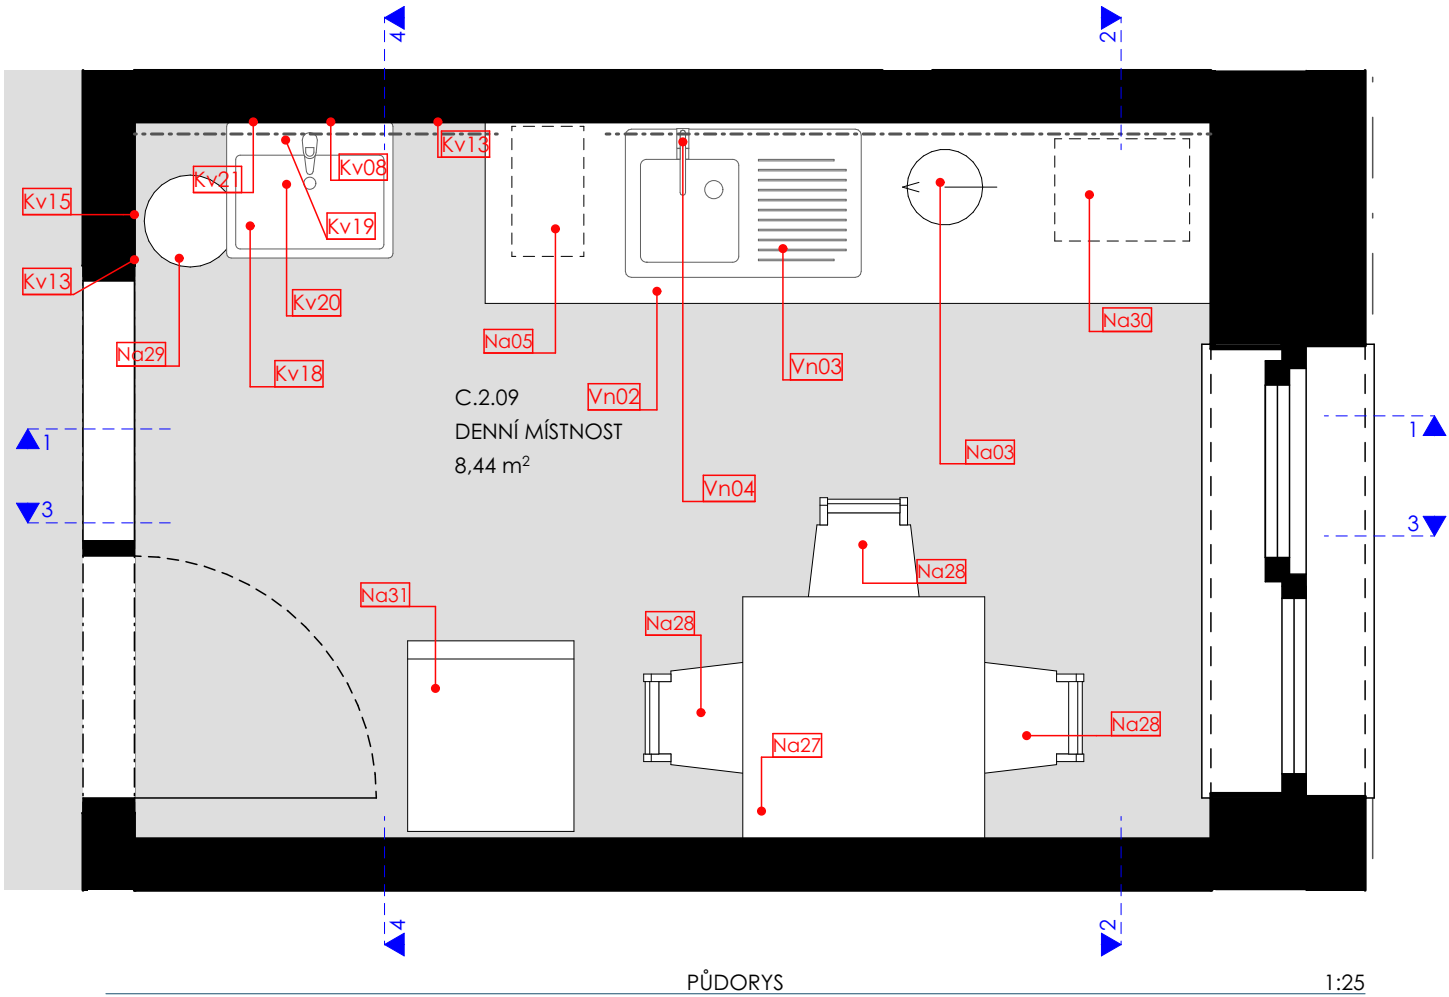 4
2
Kv13
Kv21
Kv08
Kv15
Kv19
Kv13
Kv20
Na29
Kv18
Na05
Na30
Vn03
Vn02
C.2.09
DENNÍ MÍSTNOST
8,44 m²
Na03
Vn04
1
1
3
3
Na28
Na31
Na28
Na28
Na27
4
2
PŮDORYS
1:25